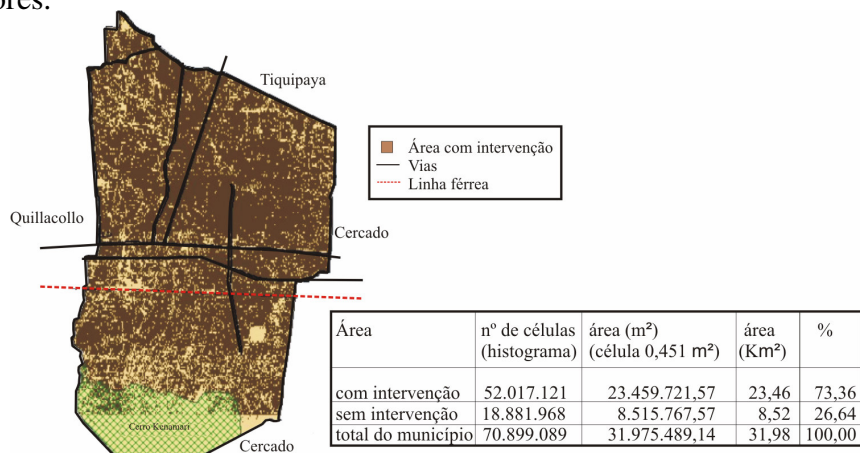 ores.
Tiquipaya
Área com intervenção
Vias
Linha férrea
Quillacollo
Cercado
Cerro Kenamari
Cercado
Área nº de células (histograma) área (m²) (célula 0,451 m²) área (Km²) %
com intervenção 52.017.121 23.459.721,57 23,46 73,36
sem intervenção 18.881.968 8.515.767,57 8,52 26,64
total do município 70.899.089 31.975.489,14 31,98 100,00